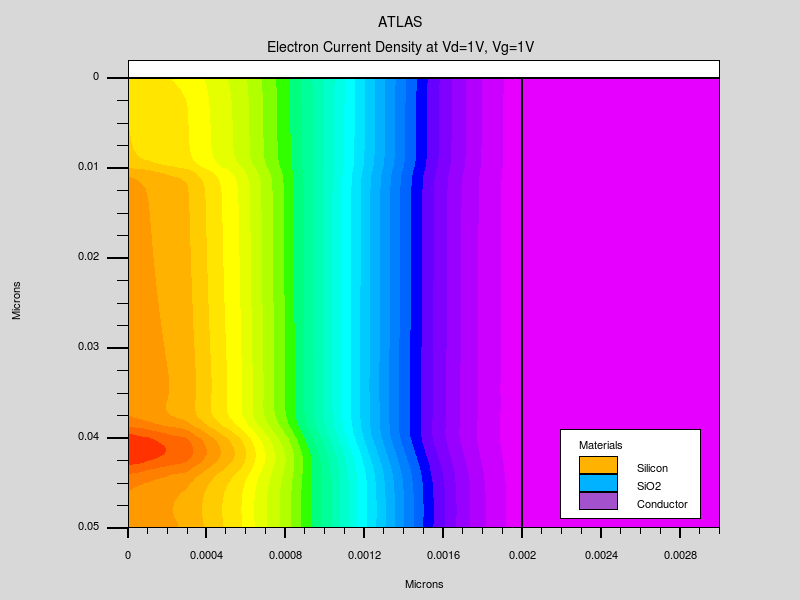 ATLAS
Electron Current Density at Vd=1V, Vg=1V
0
0.01
0.02
0.03
0.04
0.05
Microns
Materials
Silicon
SiO2
Conductor
0 0.0004 0.0008 0.0012 0.0016 0.002 0.0024 0.0028
Microns